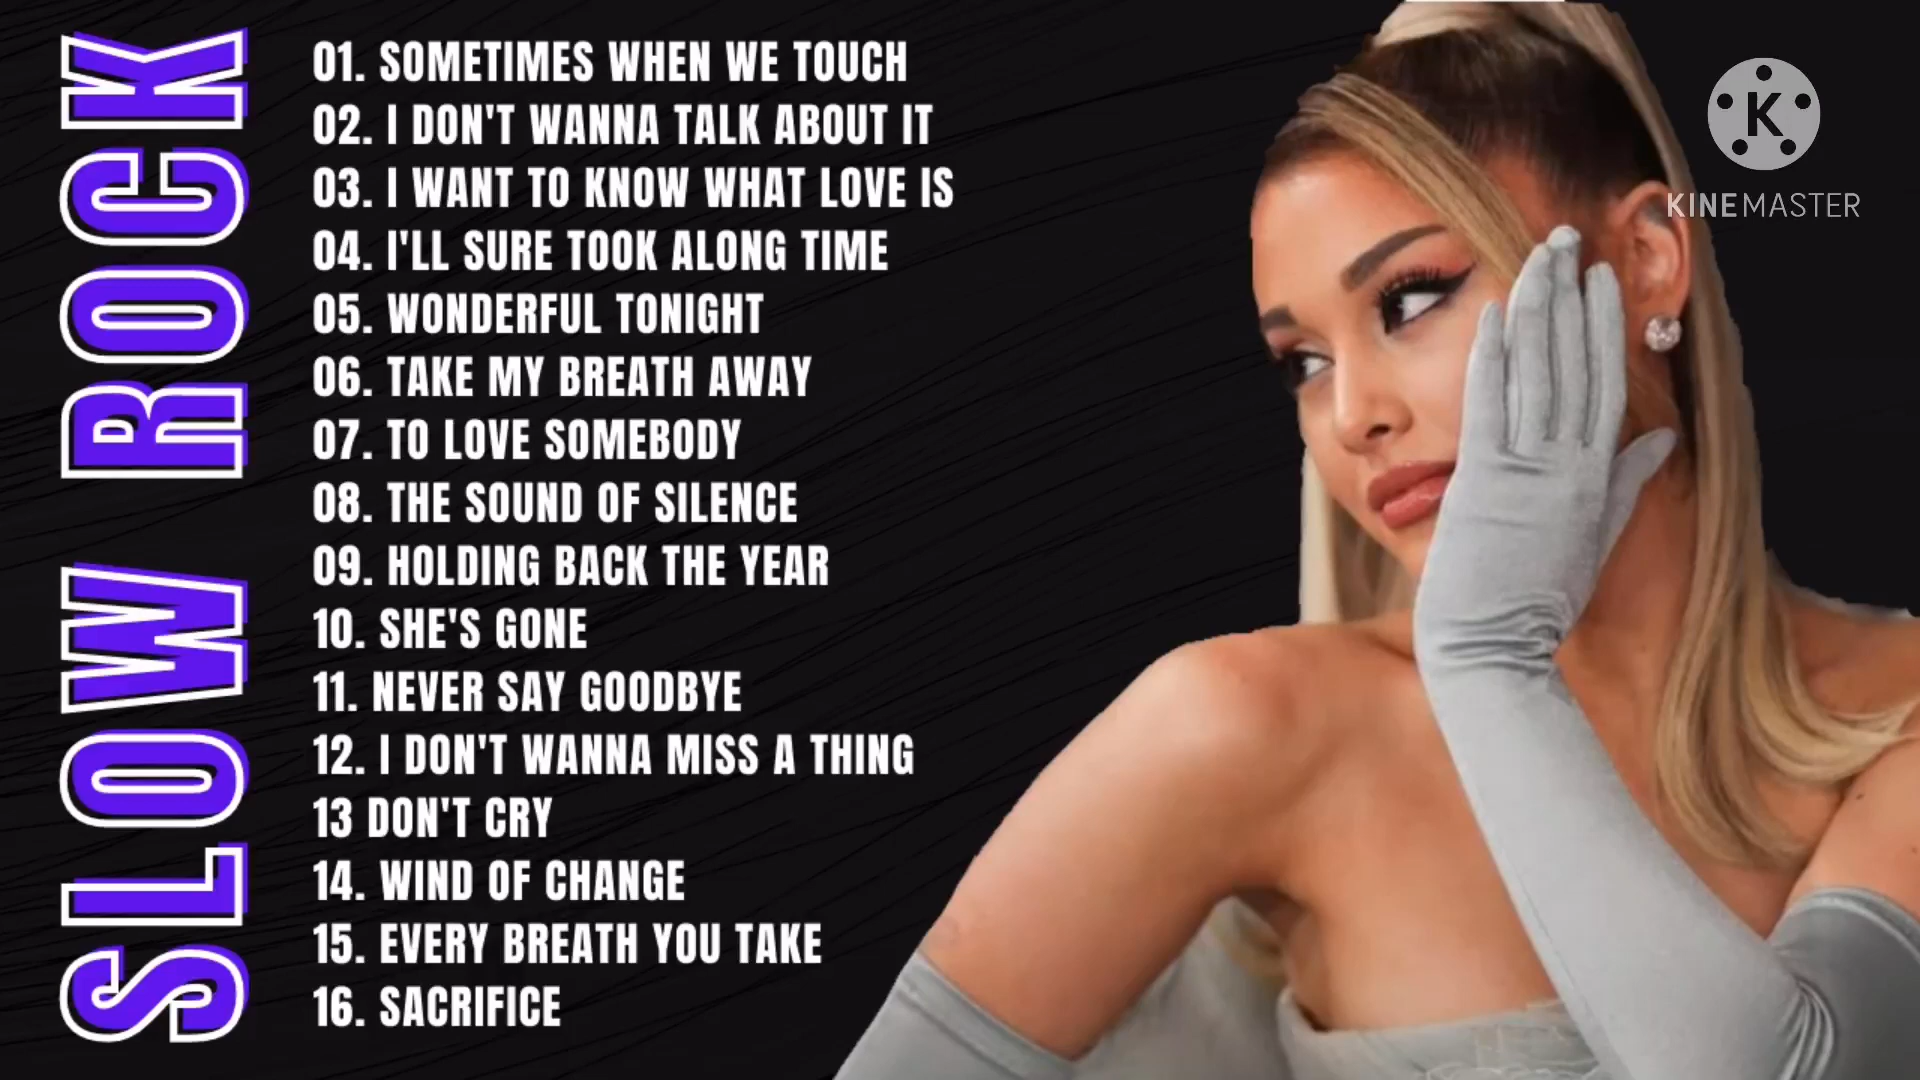 SLOW ROCK
01. SOMETIMES WHEN WE TOUCH
02. I DON'T WANNA TALK ABOUT IT
03. I WANT TO KNOW WHAT LOVE IS
04. I'LL SURE TOOK ALONG TIME
05. WONDERFUL TONIGHT
06. TAKE MY BREATH AWAY
07. TO LOVE SOMEBODY
08. THE SOUND OF SILENCE
09. HOLDING BACK THE YEAR
10. SHE'S GONE
11. NEVER SAY GOODBYE
12. I DON'T WANNA MISS A THING
13 DON'T CRY
14. WIND OF CHANGE
15. EVERY BREATH YOU TAKE
16. SACRIFICE
K
KINEMASTER